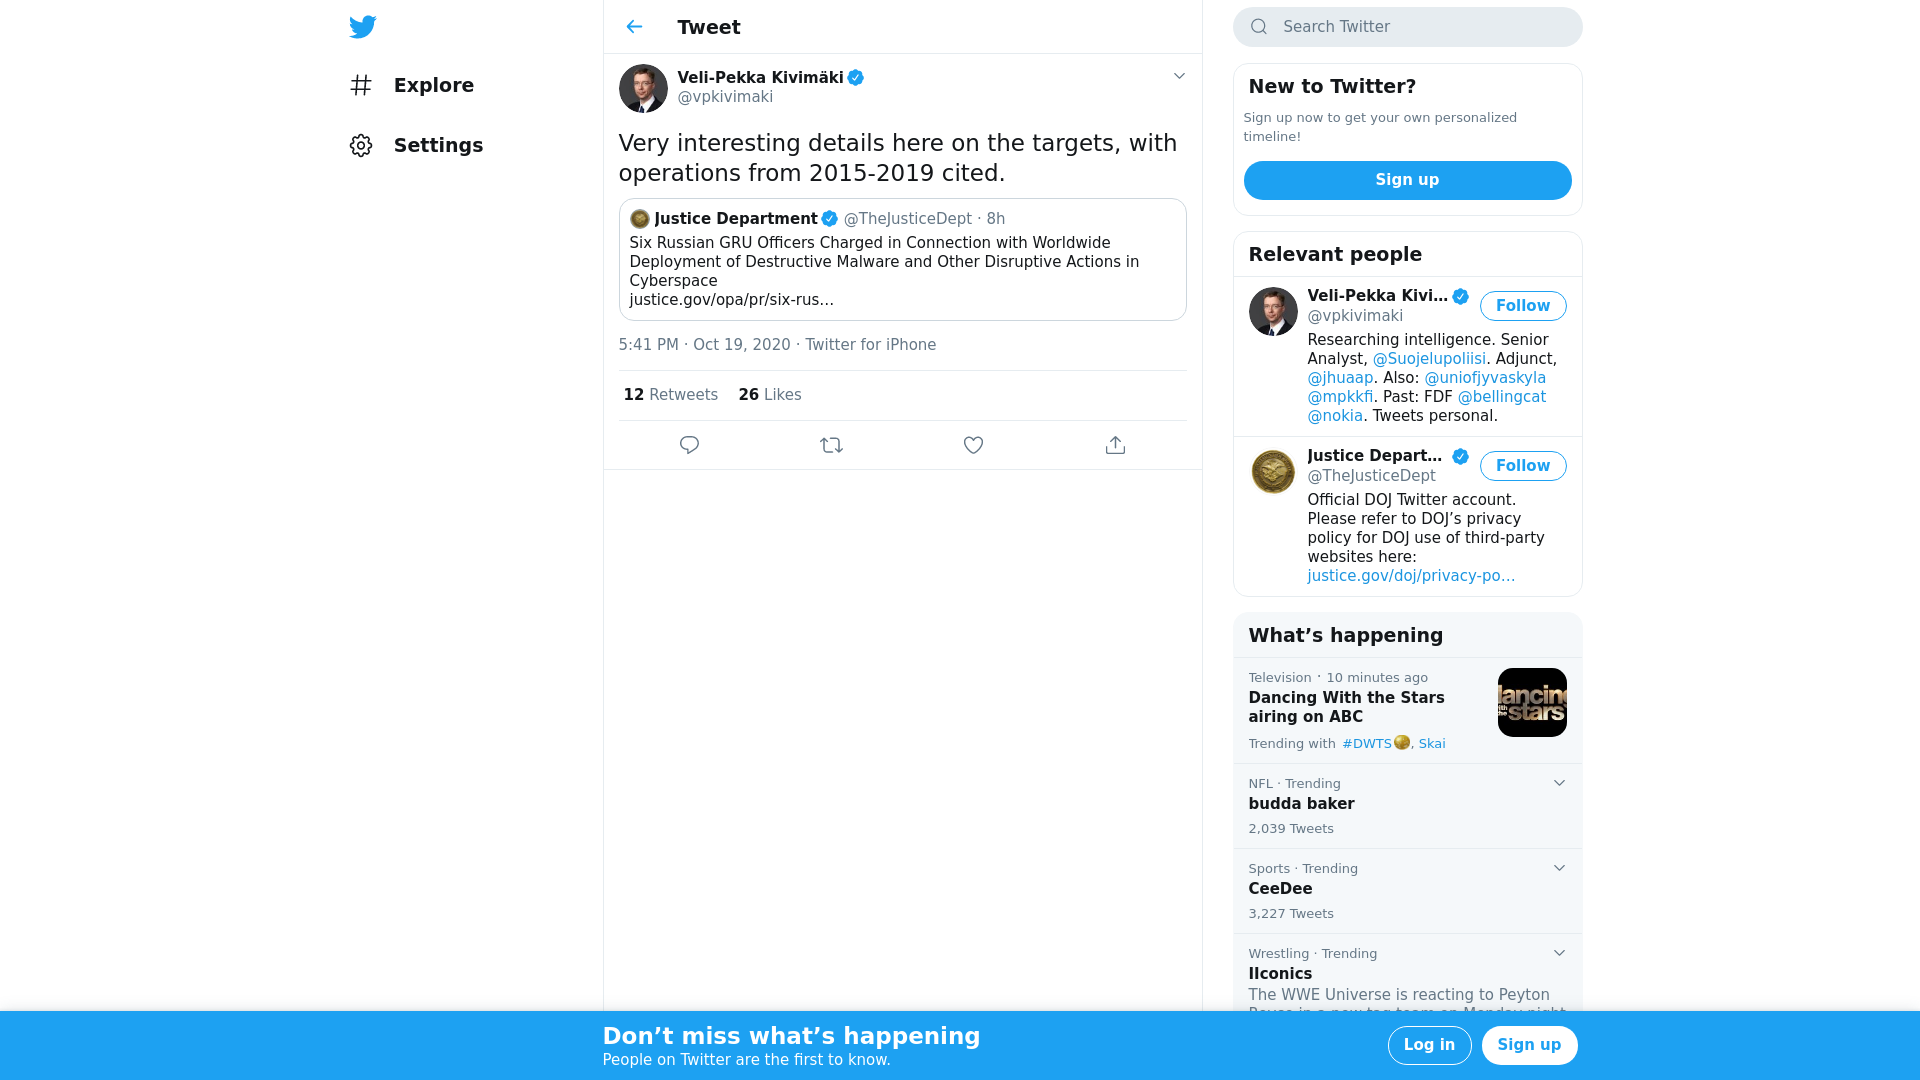 Explore
Settings
Tweet
Veli-Pekka Kivimäki
@vpkivimaki
Very interesting details here on the targets, with
operations from 2015-2019 cited.
Justice Department @TheJusticeDept · 8h
Six Russian GRU Officers Charged in Connection with Worldwide
Deployment of Destructive Malware and Other Disruptive Actions in
Cyberspace
justice.gov/opa/pr/six-rus…
5:41 PM · Oct 19, 2020 · Twitter for iPhone
12 Retweets 26 Likes
Search Twitter
New to Twitter?
Sign up now to get your own personalized
timeline!
Sign up
Relevant people
Veli-Pekka Kivi…
@vpkivimaki
Follow
Researching intelligence. Senior
Analyst, @Suojelupoliisi. Adjunct,
@jhuaap. Also: @uniofjyvaskyla
@mpkkfi. Past: FDF @bellingcat
@nokia. Tweets personal.
Justice Depart…
@TheJusticeDept
Follow
Official DOJ Twitter account.
Please refer to DOJ’s privacy
policy for DOJ use of third-party
websites here:
justice.gov/doj/privacy-po…
What’s happening
Television · 10 minutes ago
Dancing With the Stars
airing on ABC
Trending with #DWTS, Skai
dancing
with the
stars
NFL · Trending
budda baker
2,039 Tweets
Sports · Trending
CeeDee
3,227 Tweets
Wrestling · Trending
IIconics
The WWE Universe is reacting to Peyton
Don’t miss what’s happening
People on Twitter are the first to know.
Log in
Sign up